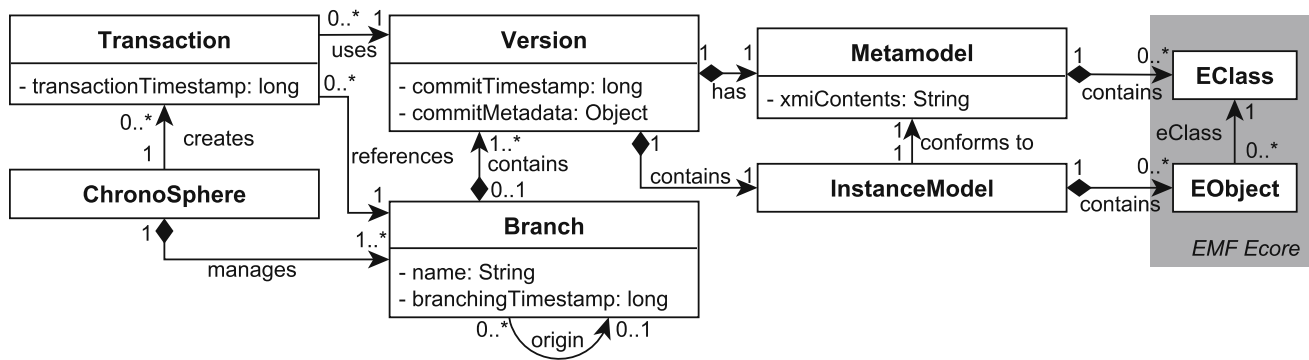 Transaction
- transactionTimestamp: long
0..*
1
uses
Version
- commitTimestamp: long
- commitMetadata: Object
1
1
has
Metamodel
- xmiContents: String
1
0..*
contains
EClass
0..*
creates
1
0..*
references
1
1..*
contains
0..1
1
contains
1
1
conforms to
1
1
eClass
0..*
ChronoSphere
1
manages
1..*
Branch
- name: String
- branchingTimestamp: long
0..*
origin
0..1
InstanceModel
1
0..*
contains
EObject
EMF Ecore